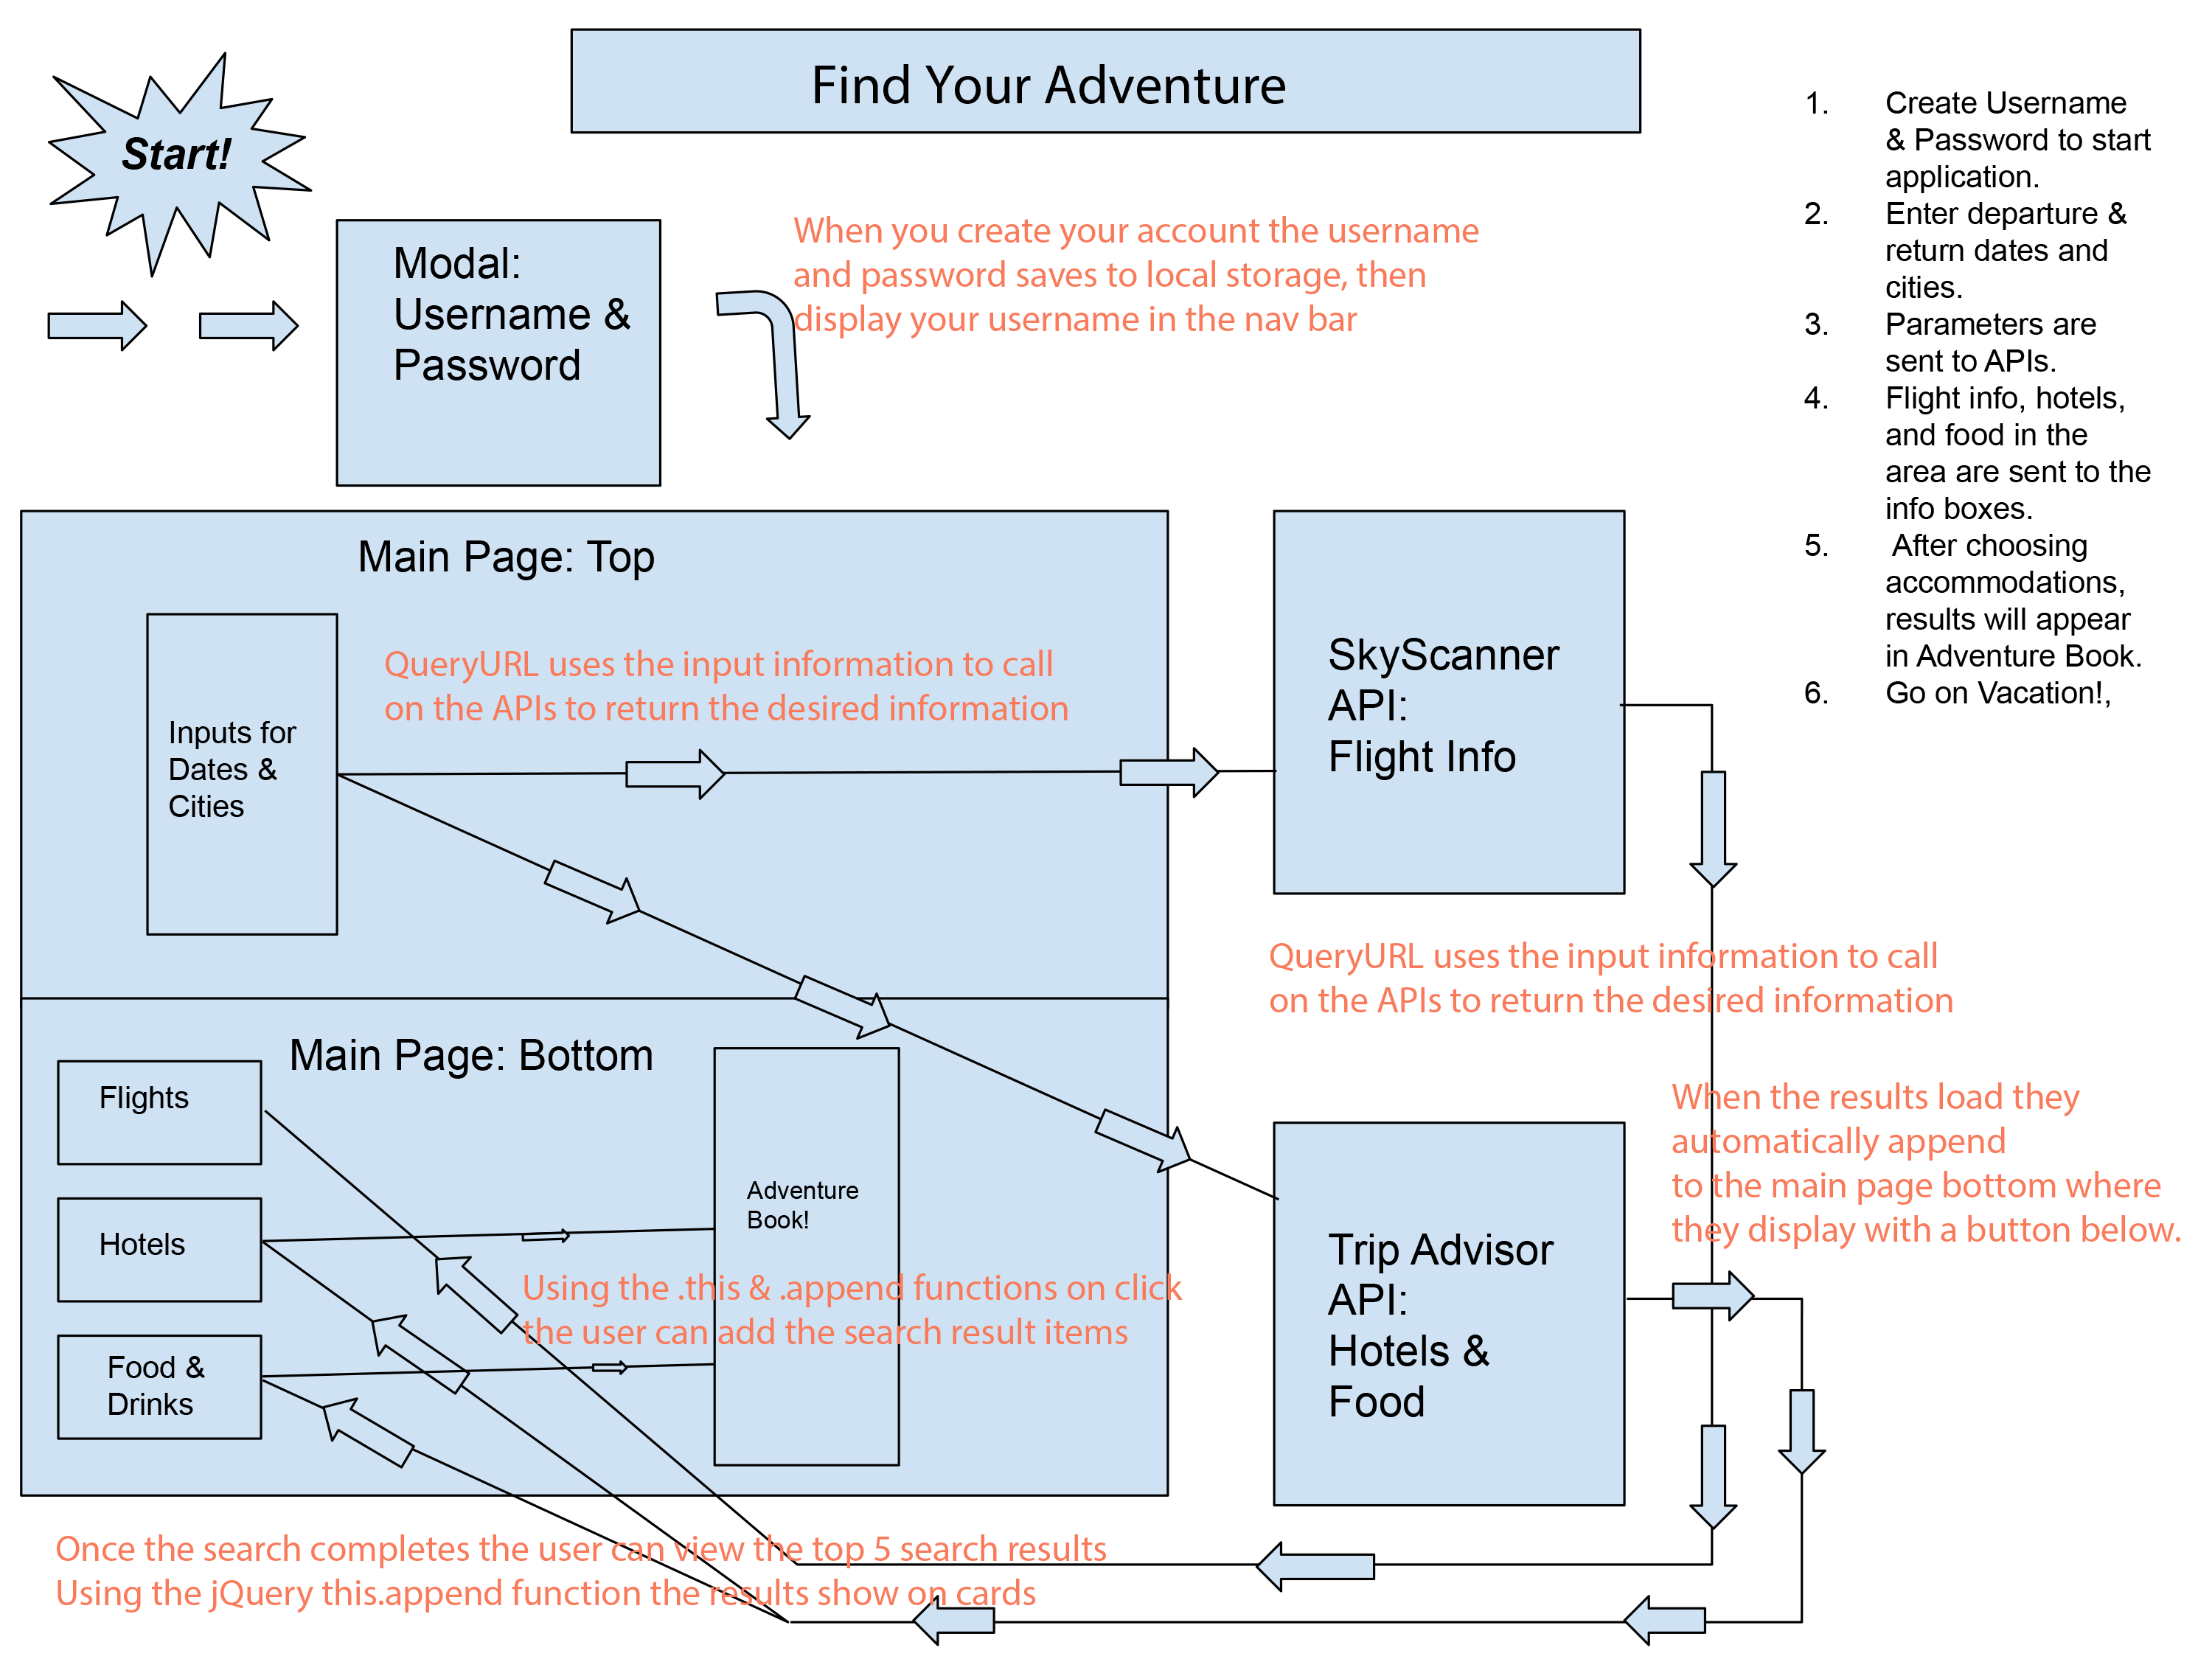 Find Your Adventure
Start!
Modal:
Username &
Password
When you create your account the username
and password saves to local storage, then
display your username in the nav bar
1. Create Username
& Password to start
application.
2. Enter departure &
return dates and
cities.
3. Parameters are
sent to APIs.
4. Flight info, hotels,
and food in the
area are sent to the
info boxes.
5. After choosing
accommodations,
results will appear
in Adventure Book.
6. Go on Vacation!,
Main Page: Top
Inputs for
Dates &
Cities
QueryURL uses the input information to call
on the APIs to return the desired information
SkyScanner
API:
Flight Info
QueryURL uses the input information to call
on the APIs to return the desired information
Main Page: Bottom
Flights
Hotels
Food &
Drinks
Adventure
Book!
Using the .this & .append functions on click
the user can add the search result items
Trip Advisor
API:
Hotels &
Food
When the results load they
automatically append
to the main page bottom where
they display with a button below.
Once the search completes the user can view the top 5 search results
Using the jQuery this.append function the results show on cards